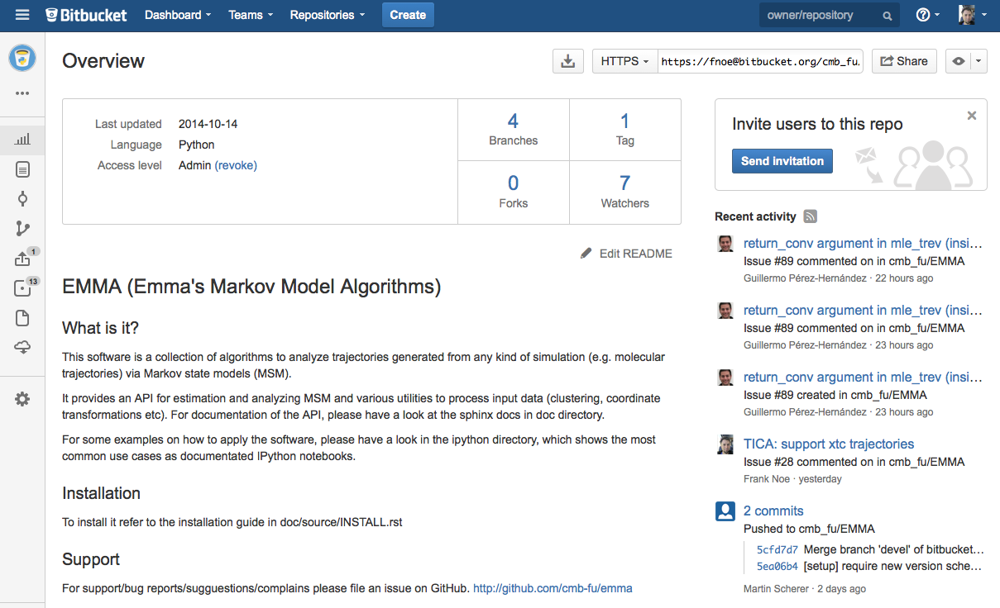 Bitbucket Dashboard Teams Repositories Create owner/repository
Overview
HTTPS https://fnoe@bitbucket.org/cmb_fu. Share
Last updated 2014-10-14
Language Python
Access level Admin (revoke)
4
Branches
1
Tag
0
Forks
7
Watchers
1
13
Edit README
EMMA (Emma's Markov Model Algorithms)
What is it?
This software is a collection of algorithms to analyze trajectories generated from any kind of simulation (e.g. molecular
trajectories) via Markov state models (MSM).
It provides an API for estimation and analyzing MSM and various utilities to process input data (clustering, coordinate
transformations etc). For documentation of the API, please have a look at the sphinx docs in doc directory.
For some examples on how to apply the software, please have a look in the ipython directory, which shows the most
common use cases as documentated IPython notebooks.
Installation
To install it refer to the installation guide in doc/source/INSTALL.rst
Support
For support/bug reports/sugguestions/complains please file an issue on GitHub. http://github.com/cmb-fu/emma
Invite users to this repo
Send invitation
Recent activity
return_conv argument in mle_trev (insi…
Issue #89 commented on in cmb_fu/EMMA
Guillermo Pérez-Hernández · 22 hours ago
return_conv argument in mle_trev (insi…
Issue #89 commented on in cmb_fu/EMMA
Guillermo Pérez-Hernández · 23 hours ago
return_conv argument in mle_trev (insi…
Issue #89 created in cmb_fu/EMMA
Guillermo Pérez-Hernández · 23 hours ago
TICA: support xtc trajectories
Issue #28 commented on in cmb_fu/EMMA
Frank Noe · yesterday
2 commits
Pushed to cmb_fu/EMMA
5cfd7d7 Merge branch 'devel' of bitbucket…
5ea06b4 [setup] require new version sche…
Martin Scherer · 2 days ago